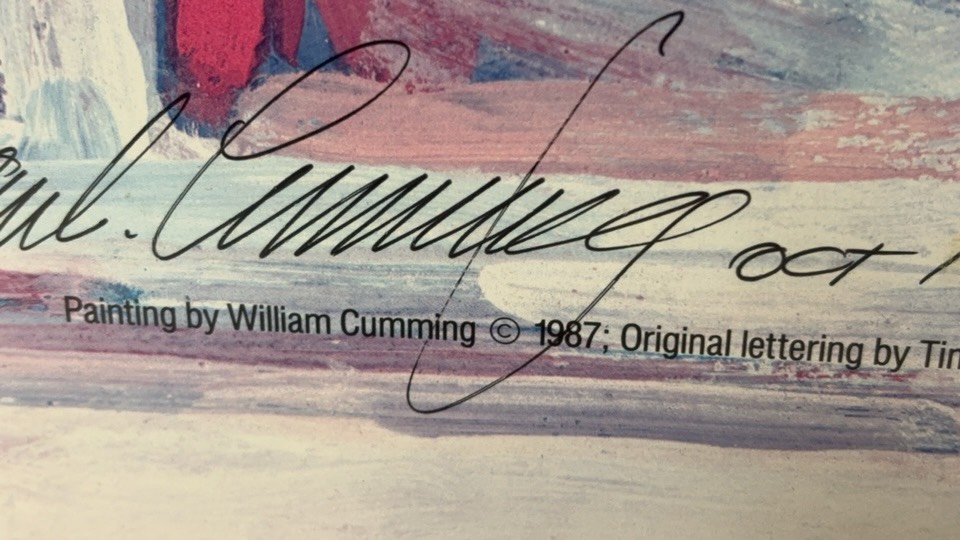 Cumming oct
Painting by William Cumming © 1987; Original lettering by Tim